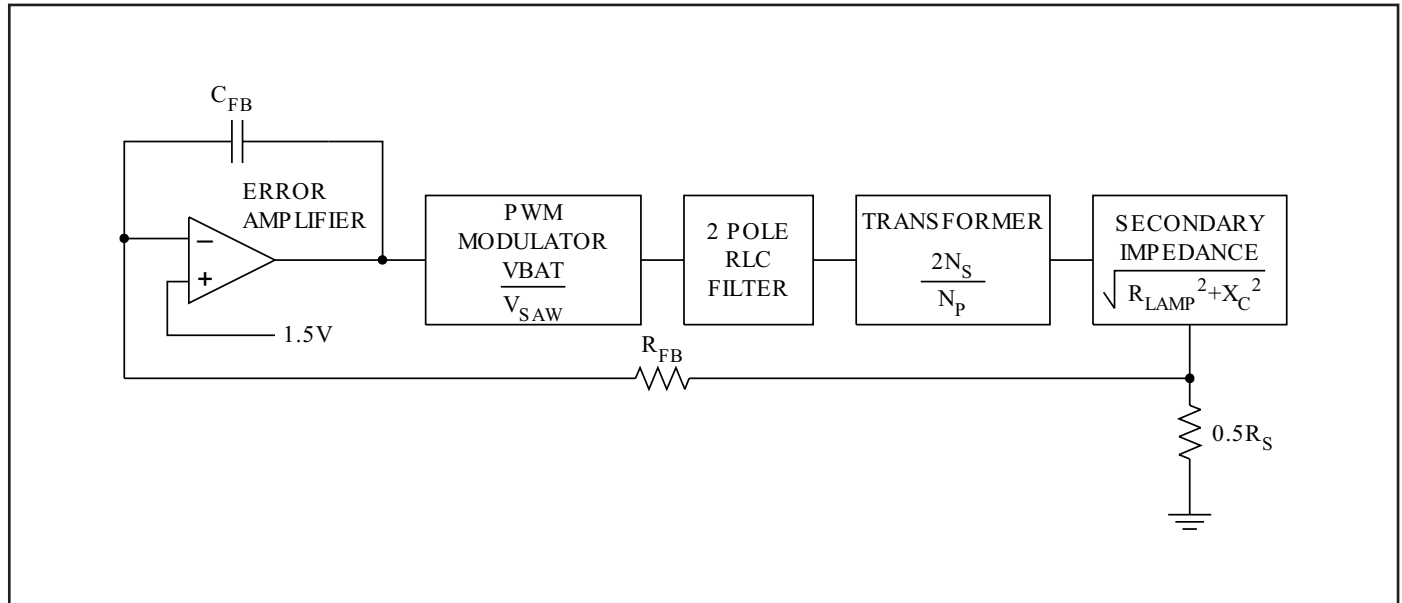 C_FB
ERROR
AMPLIFIER
−
+
1.5V
PWM
MODULATOR
VBAT
V_SAW
2 POLE
RLC
FILTER
TRANSFORMER
2N_S
N_P
SECONDARY
IMPEDANCE
√R_LAMP²+X_C²
R_FB
0.5R_S